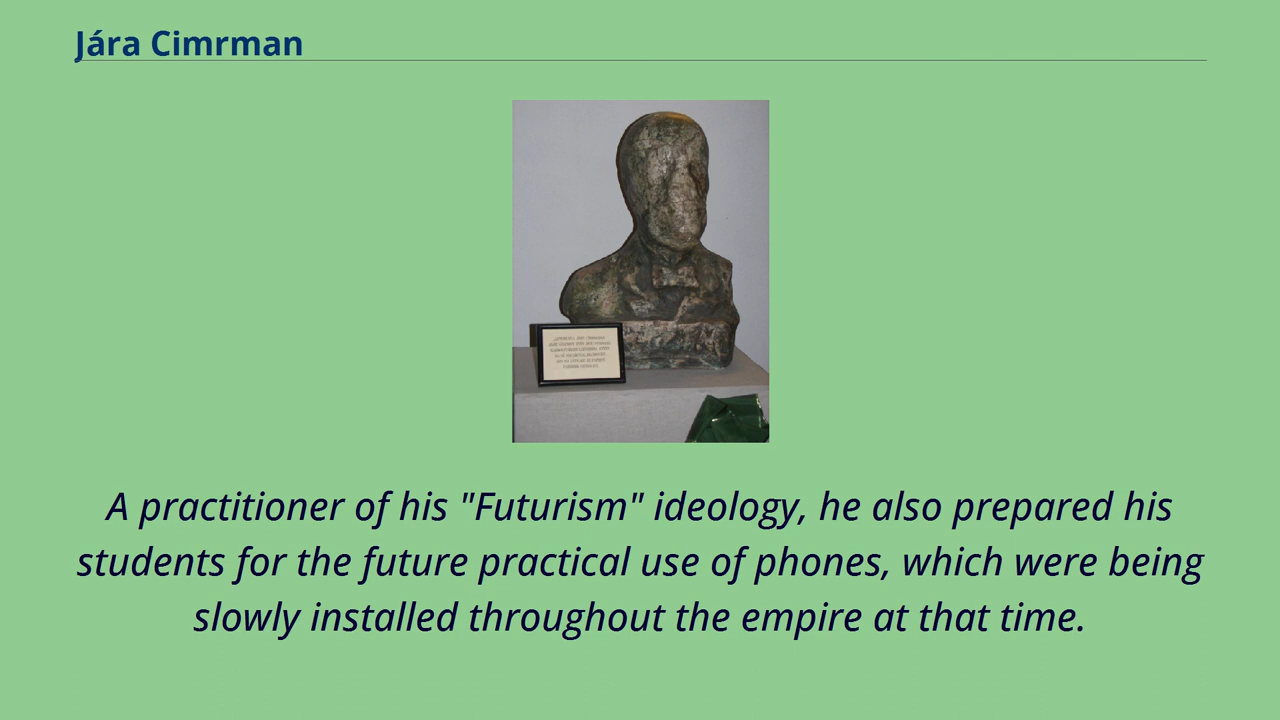 Jára Cimrman
A practitioner of his "Futurism" ideology, he also prepared his
students for the future practical use of phones, which were being
slowly installed throughout the empire at that time.